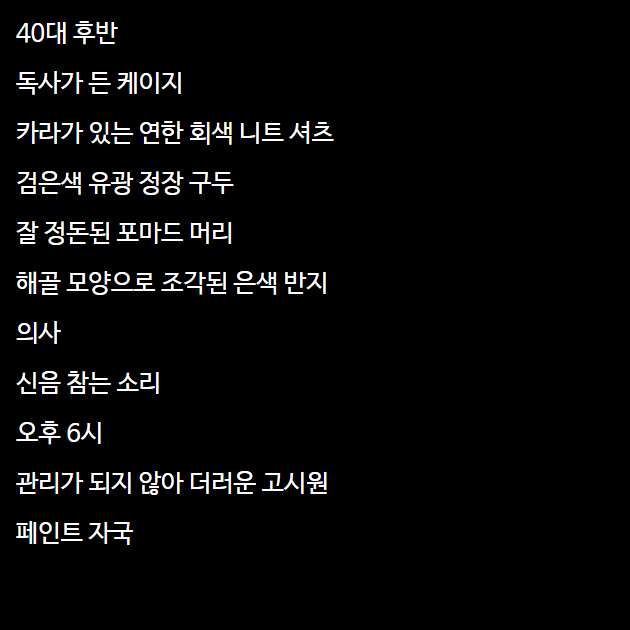 40대 후반
독사가 든 케이지
카라가 있는 연한 회색 니트 셔츠
검은색 유광 정장 구두
잘 정돈된 포마드 머리
해골 모양으로 조각된 은색 반지
의사
신음 참는 소리
오후 6시
관리가 되지 않아 더러운 고시원
페인트 자국